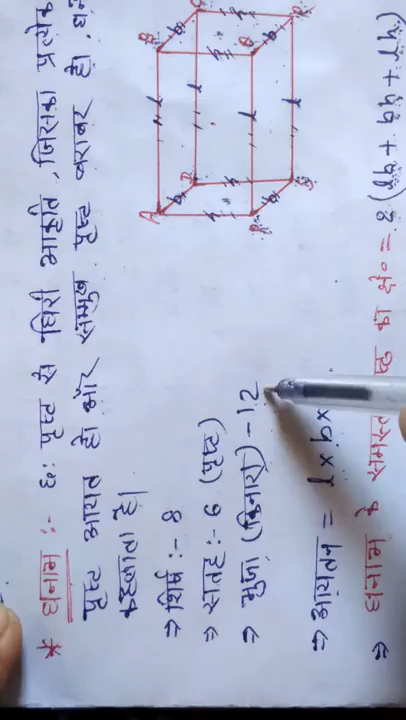 * घनाभ :- छः पृष्ट से घिरी आकृति, जिसका प्रत्येक
पृष्ट आयत हो और सम्मुख पृष्ट बराबर हो।
कहलाता है।
⇒ शिर्ष :- 8
⇒ सतह :- 6 (पृष्ट)
⇒ भुजा (किनारा) - 12
⇒ आयतन = l × b ×
⇒ घनाभ के समस्त का क्षे० = 2 (lb + bh + lh)